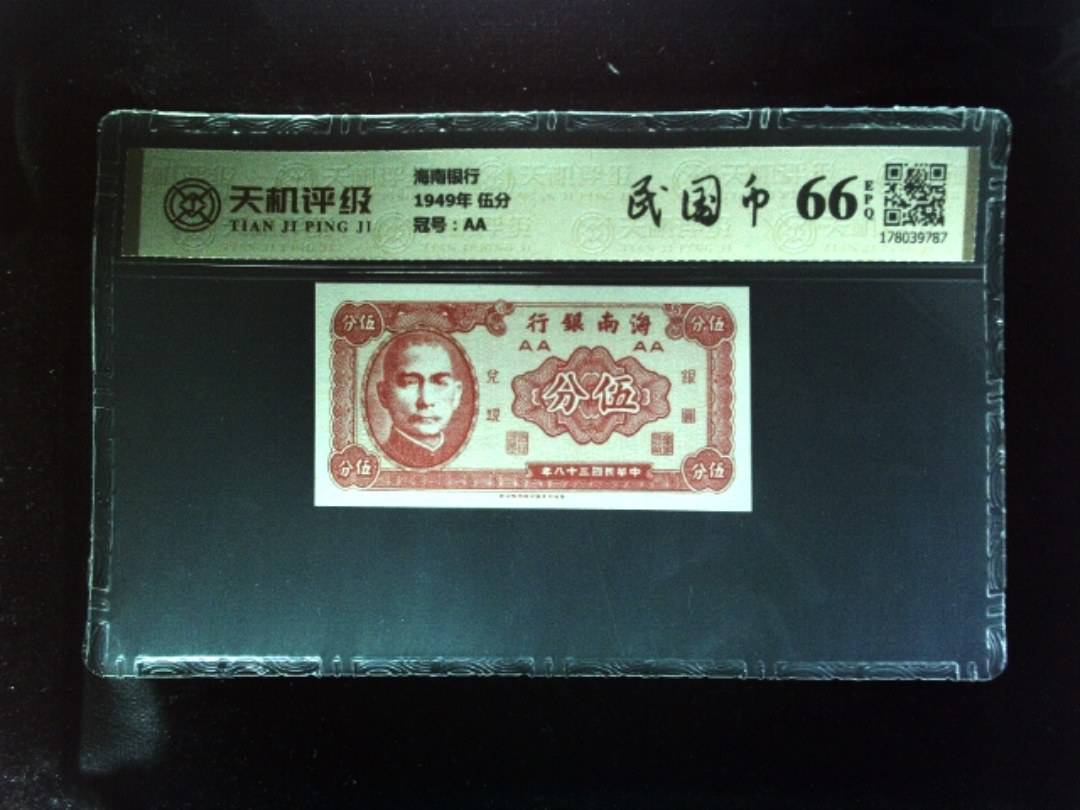 天机评级
TIAN JI PING JI
海南银行
1949年 伍分
冠号：AA
民国币
66
EPQ
178039787
分伍
行銀南海
分伍
AA
AA
兌現
分伍
銀圓
分伍
年八十三國民華中
分伍